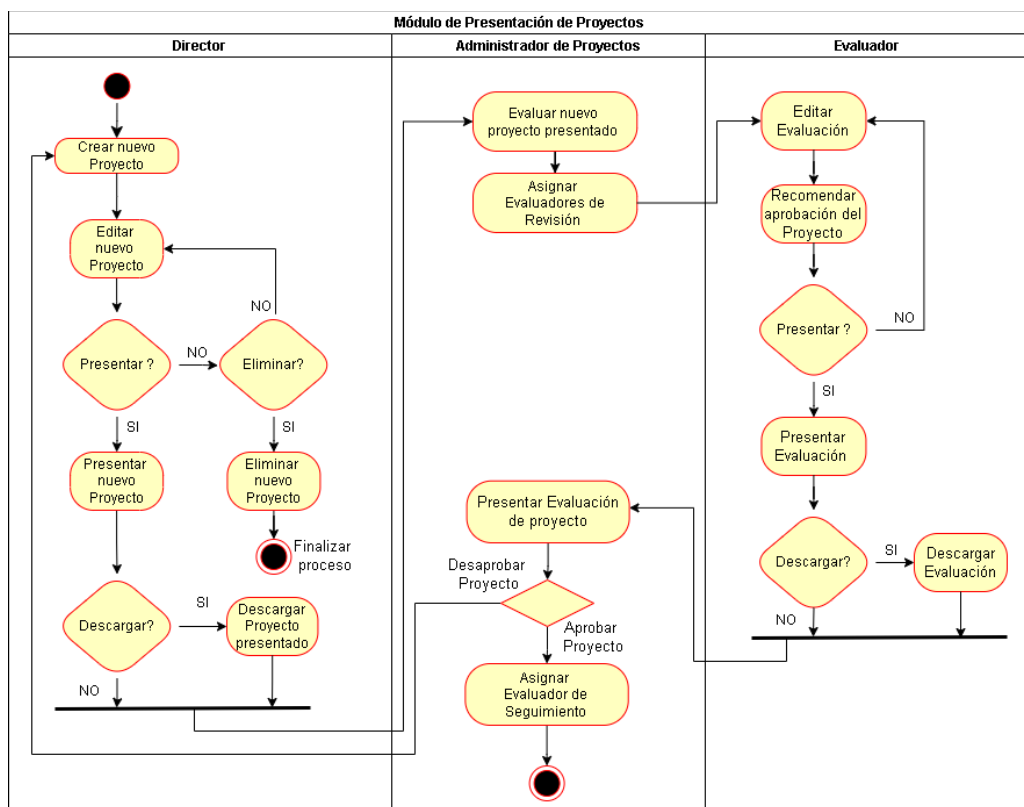 Módulo de Presentación de Proyectos
Director
Administrador de Proyectos
Evaluador
Crear nuevo
Proyecto
Editar
nuevo
Proyecto
NO
Presentar ?
NO
Eliminar?
SI
SI
Presentar
nuevo
Proyecto
Eliminar
nuevo
Proyecto
Finalizar
proceso
Descargar?
SI
Descargar
Proyecto
presentado
NO
Evaluar nuevo
proyecto presentado
Asignar
Evaluadores de
Revisión
Presentar Evaluación
de proyecto
Desaprobar
Proyecto
Aprobar
Proyecto
Asignar
Evaluador de
Seguimiento
Editar
Evaluación
Recomendar
aprobación del
Proyecto
Presentar ?
NO
SI
Presentar
Evaluación
Descargar?
SI
Descargar
Evaluación
NO